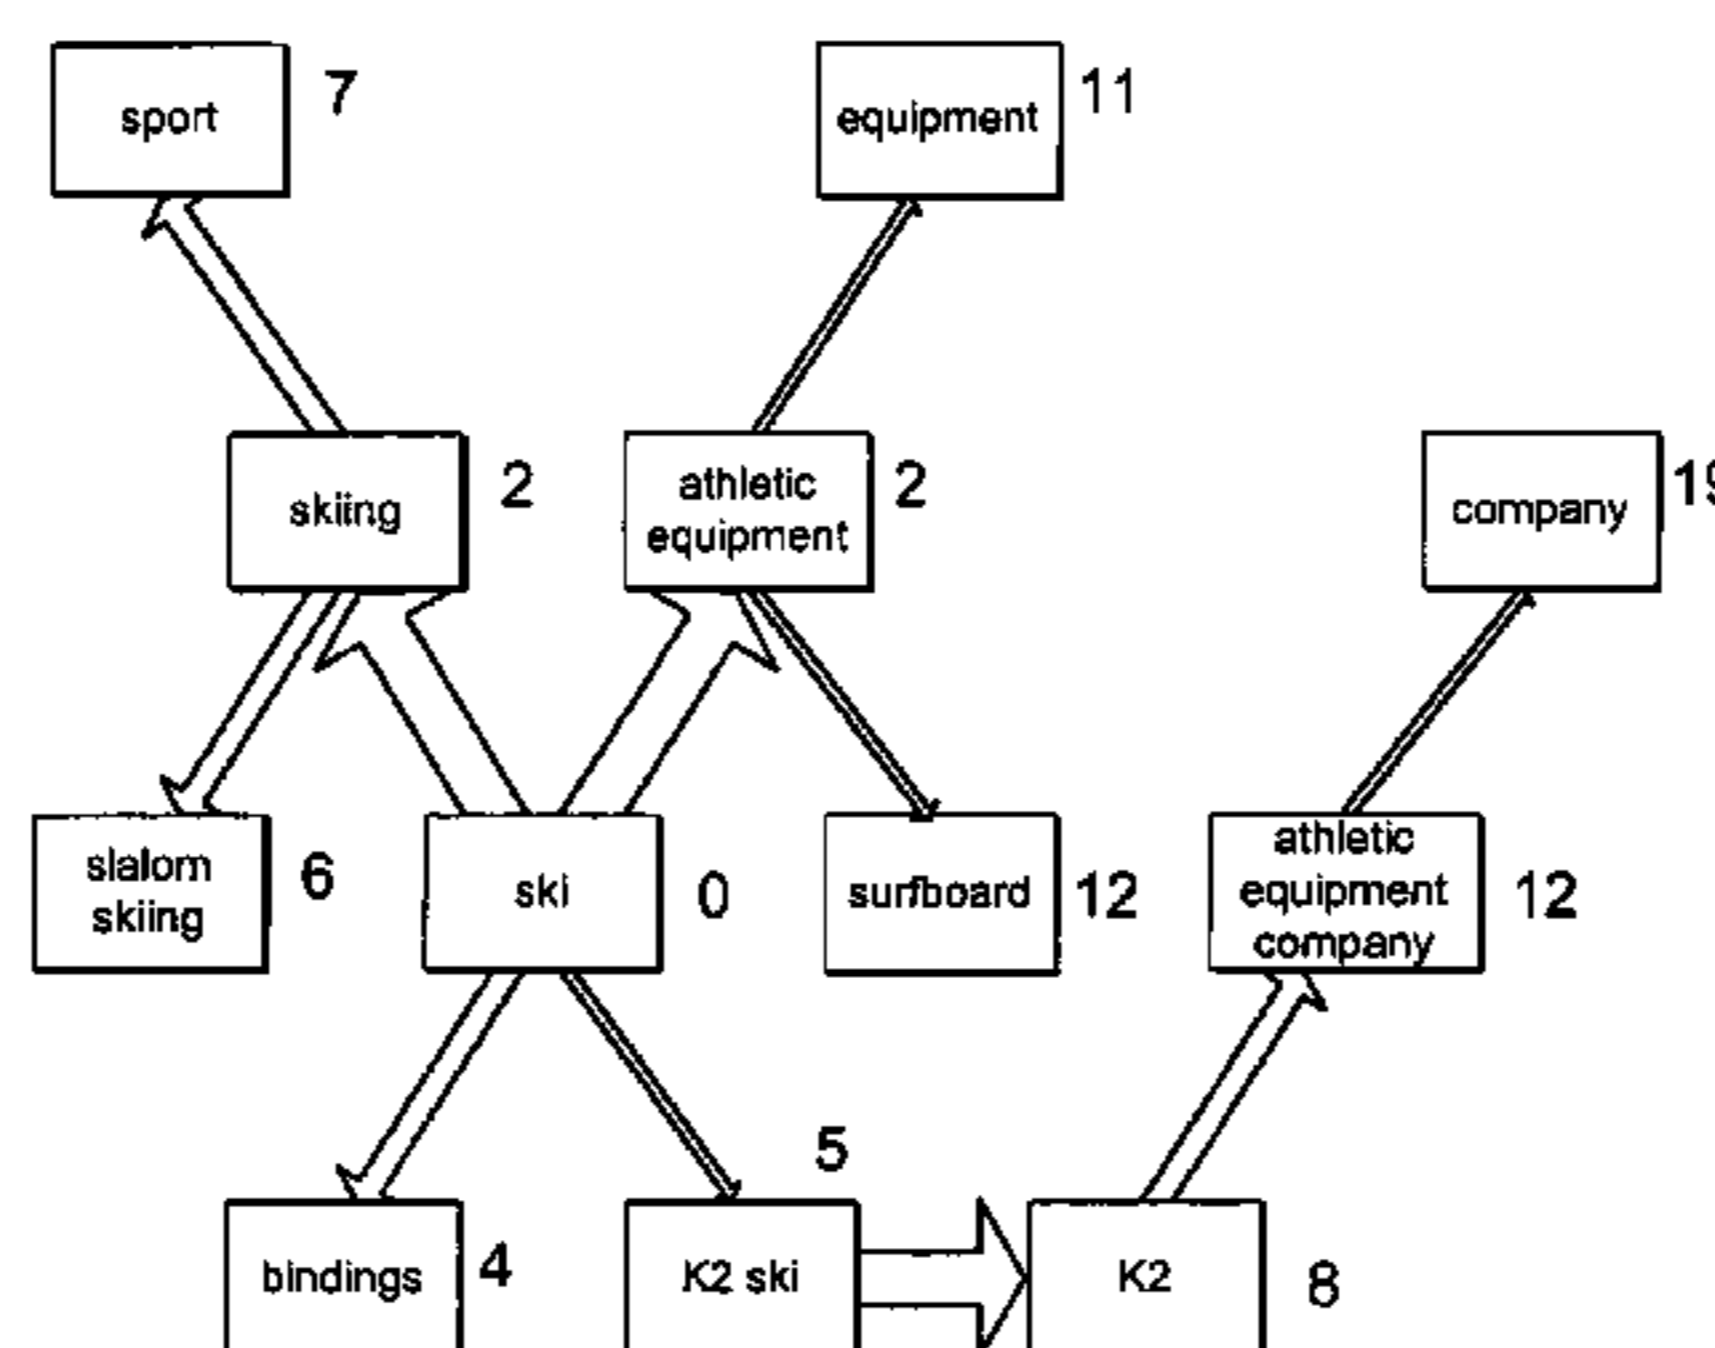 sport
7
equipment
11
skiing
2
athletic
equipment
2
company
19
slalom
skiing
6
ski
0
surfboard
12
athletic
equipment
company
12
bindings
4
K2 ski
5
K2
8